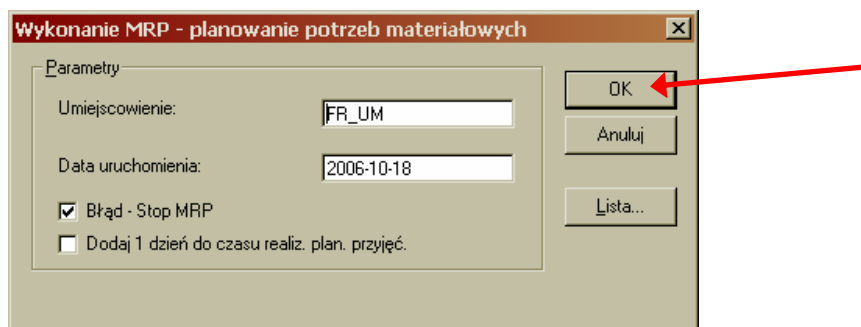 Wykonanie MRP - planowanie potrzeb materiałowych
Parametry
Umiejscowienie:
FR_UM
Data uruchomienia:
2006-10-18
Błąd - Stop MRP
Dodaj 1 dzień do czasu realiz. plan. przyjęć.
OK
Anuluj
Lista...